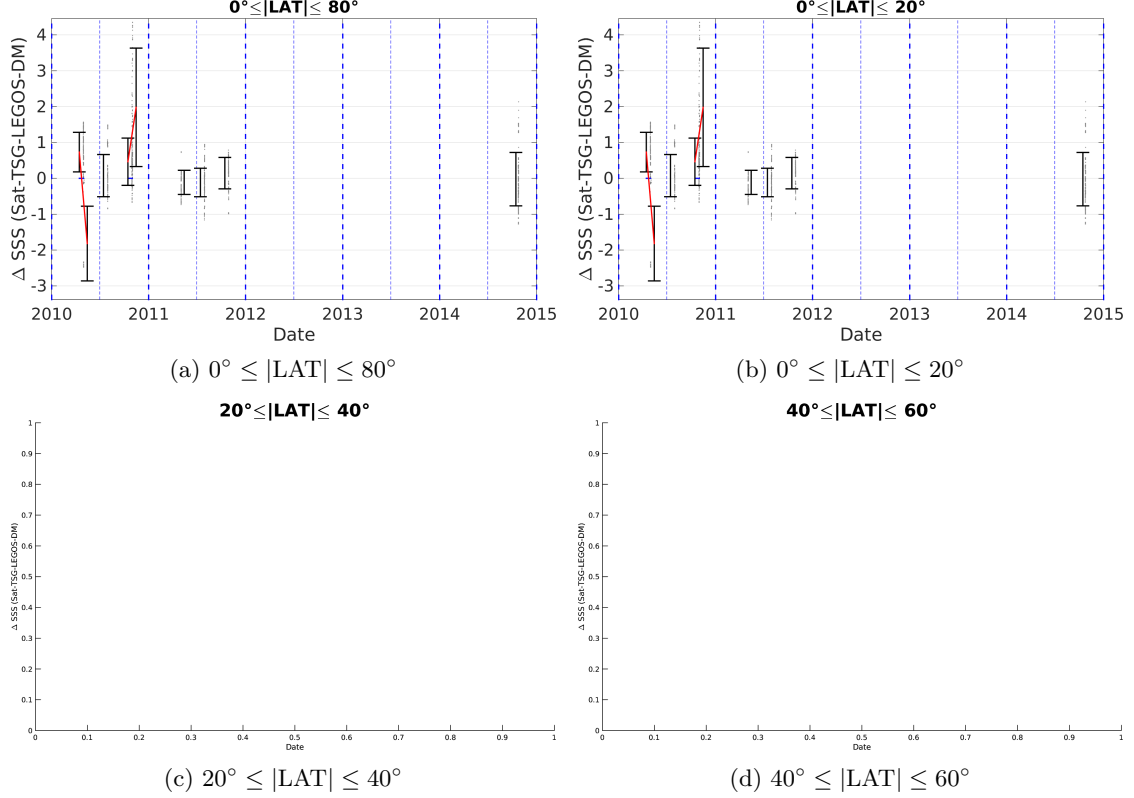 0°≤|LAT|≤ 80°
Δ SSS (Sat-TSG-LEGOS-DM)
4
3
2
1
0
-1
-2
-3
2010 2011 2012 2013 2014 2015
Date
(a) 0° ≤ |LAT| ≤ 80°
0°≤|LAT|≤ 20°
Δ SSS (Sat-TSG-LEGOS-DM)
4
3
2
1
0
-1
-2
-3
2010 2011 2012 2013 2014 2015
Date
(b) 0° ≤ |LAT| ≤ 20°
20°≤|LAT|≤ 40°
Δ SSS (Sat-TSG-LEGOS-DM)
1
0.9
0.8
0.7
0.6
0.5
0.4
0.3
0.2
0.1
0
0 0.1 0.2 0.3 0.4 0.5 0.6 0.7 0.8 0.9 1
Date
(c) 20° ≤ |LAT| ≤ 40°
40°≤|LAT|≤ 60°
Δ SSS (Sat-TSG-LEGOS-DM)
1
0.9
0.8
0.7
0.6
0.5
0.4
0.3
0.2
0.1
0
0 0.1 0.2 0.3 0.4 0.5 0.6 0.7 0.8 0.9 1
Date
(d) 40° ≤ |LAT| ≤ 60°